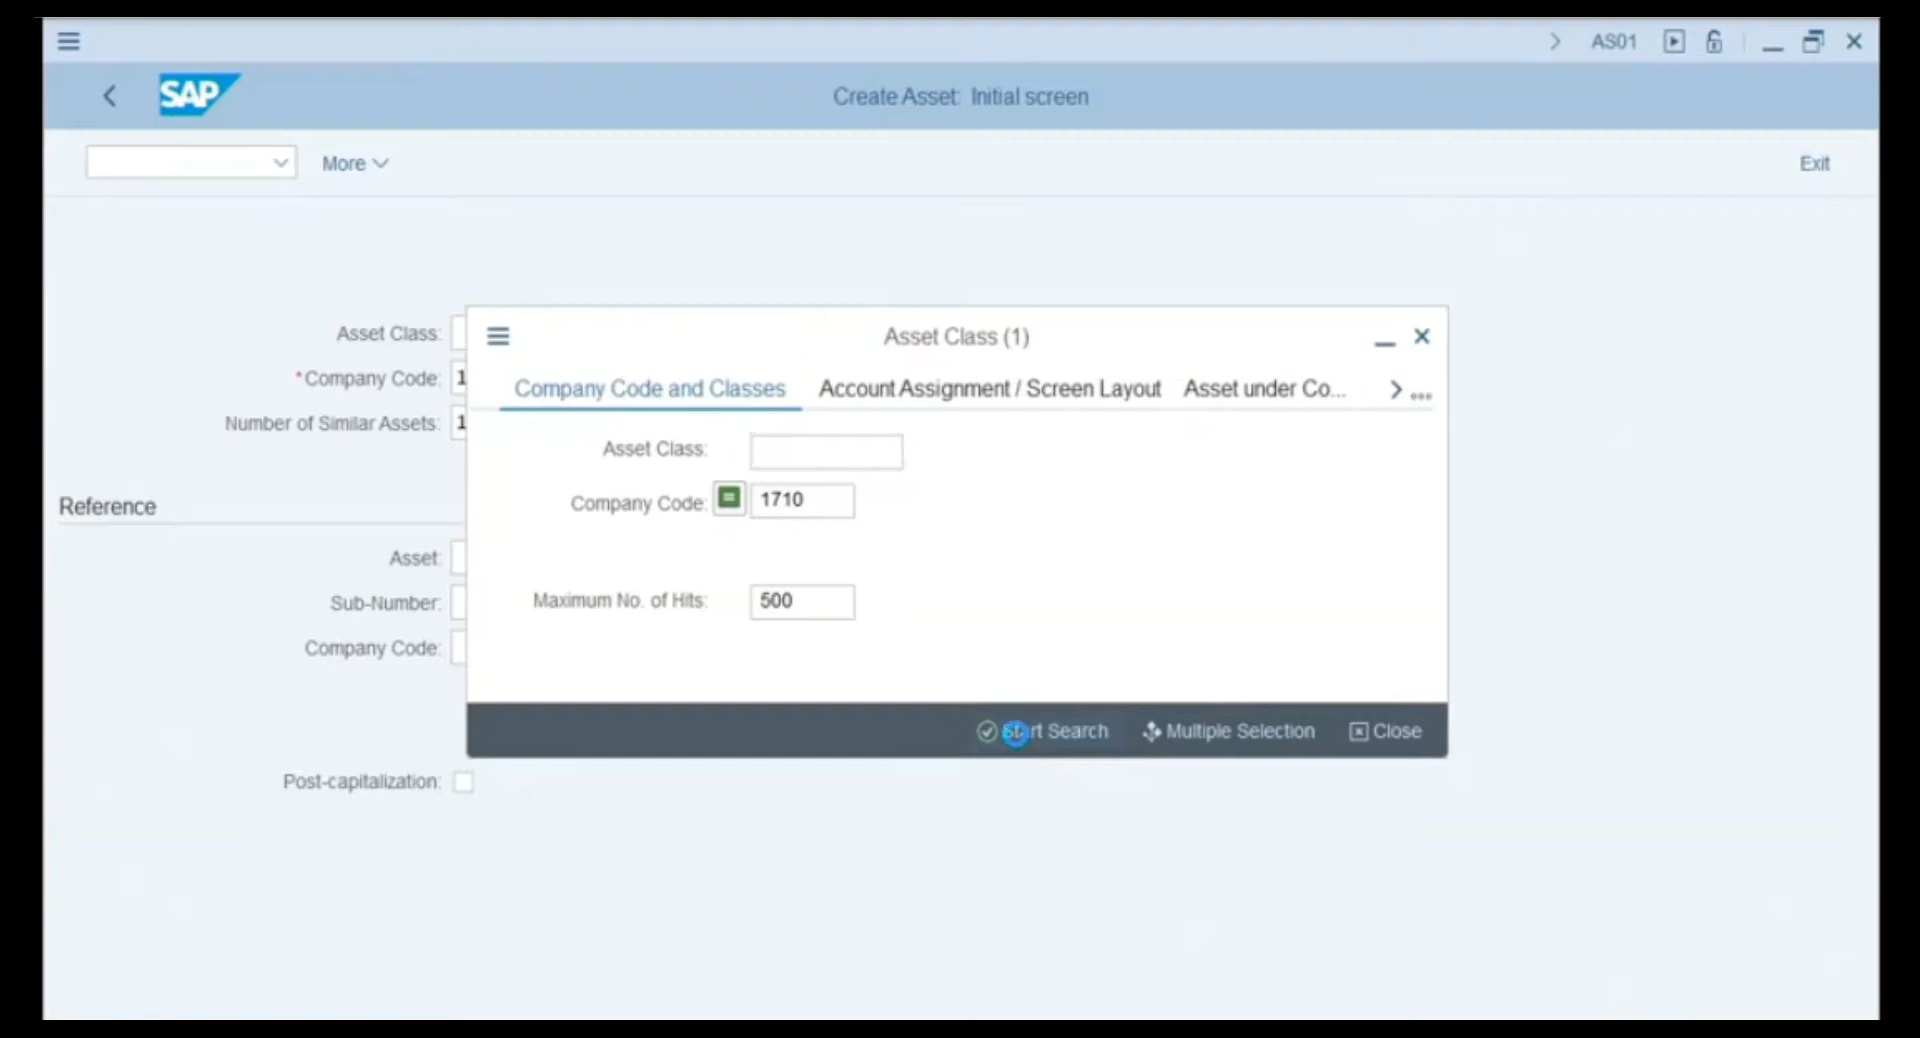 AS01
SAP
Create Asset: Initial screen
More
Exit
Asset Class:
*Company Code: 1
Number of Similar Assets: 1
Reference
Asset:
Sub-Number:
Company Code:
Post-capitalization:
Asset Class (1)
Company Code and Classes
Account Assignment / Screen Layout
Asset under Co...
Asset Class:
Company Code: = 1710
Maximum No. of Hits: 500
Start Search
Multiple Selection
Close